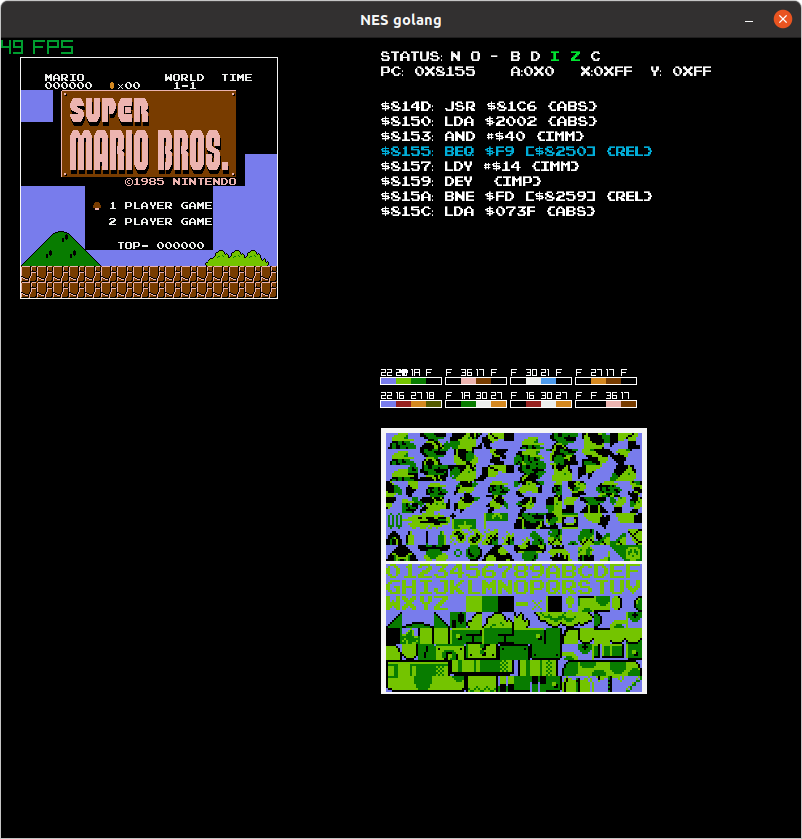 NES golang
49 FPS
MARIO WORLD TIME
000000 ×00 1-1
SUPER
MARIO BROS.
©1985 NINTENDO
1 PLAYER GAME
2 PLAYER GAME
TOP- 000000
STATUS: N O - B D I Z C
PC: 0X8155 A:0X0 X:0XFF Y: 0XFF
$814D: JSR $81C6 {ABS}
$8150: LDA $2002 {ABS}
$8153: AND #$40 {IMM}
$8155: BEQ $F9 [$8250] {REL}
$8157: LDY #$14 {IMM}
$8159: DEY {IMP}
$815A: BNE $FD [$8259] {REL}
$815C: LDA $073F {ABS}
22 1A F F 36 17 F F 30 21 F F 27 17 F
22 16 27 18 F 1A 30 27 F 16 30 27 F F 36 17
0123456789ABCDEF
GHIJKLMNOPQRSTUV
WXYZ